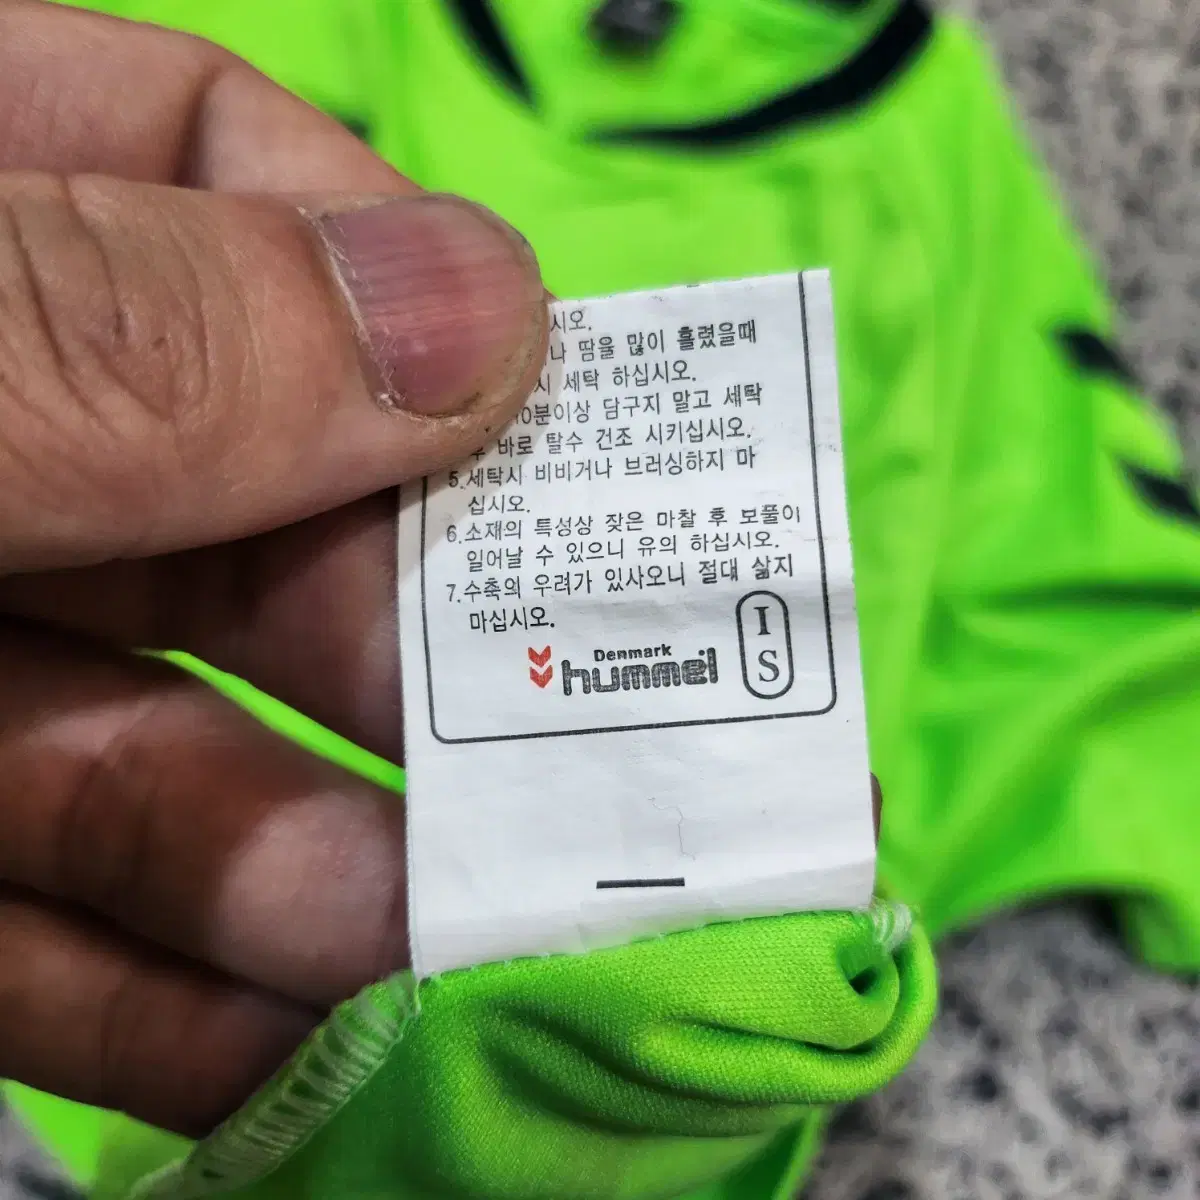 시오.
나 땀을 많이 흘렸을때
시 세탁 하십시오.
10분이상 담구지 말고 세탁
후 바로 탈수 건조 시키십시오.
5.세탁시 비비거나 브러싱하지 마
십시오.
6.소재의 특성상 잦은 마찰 후 보풀이
일어날 수 있으니 유의 하십시오.
7.수축의 우려가 있사오니 절대 삶지
마십시오.
Denmark
hummel
I
S